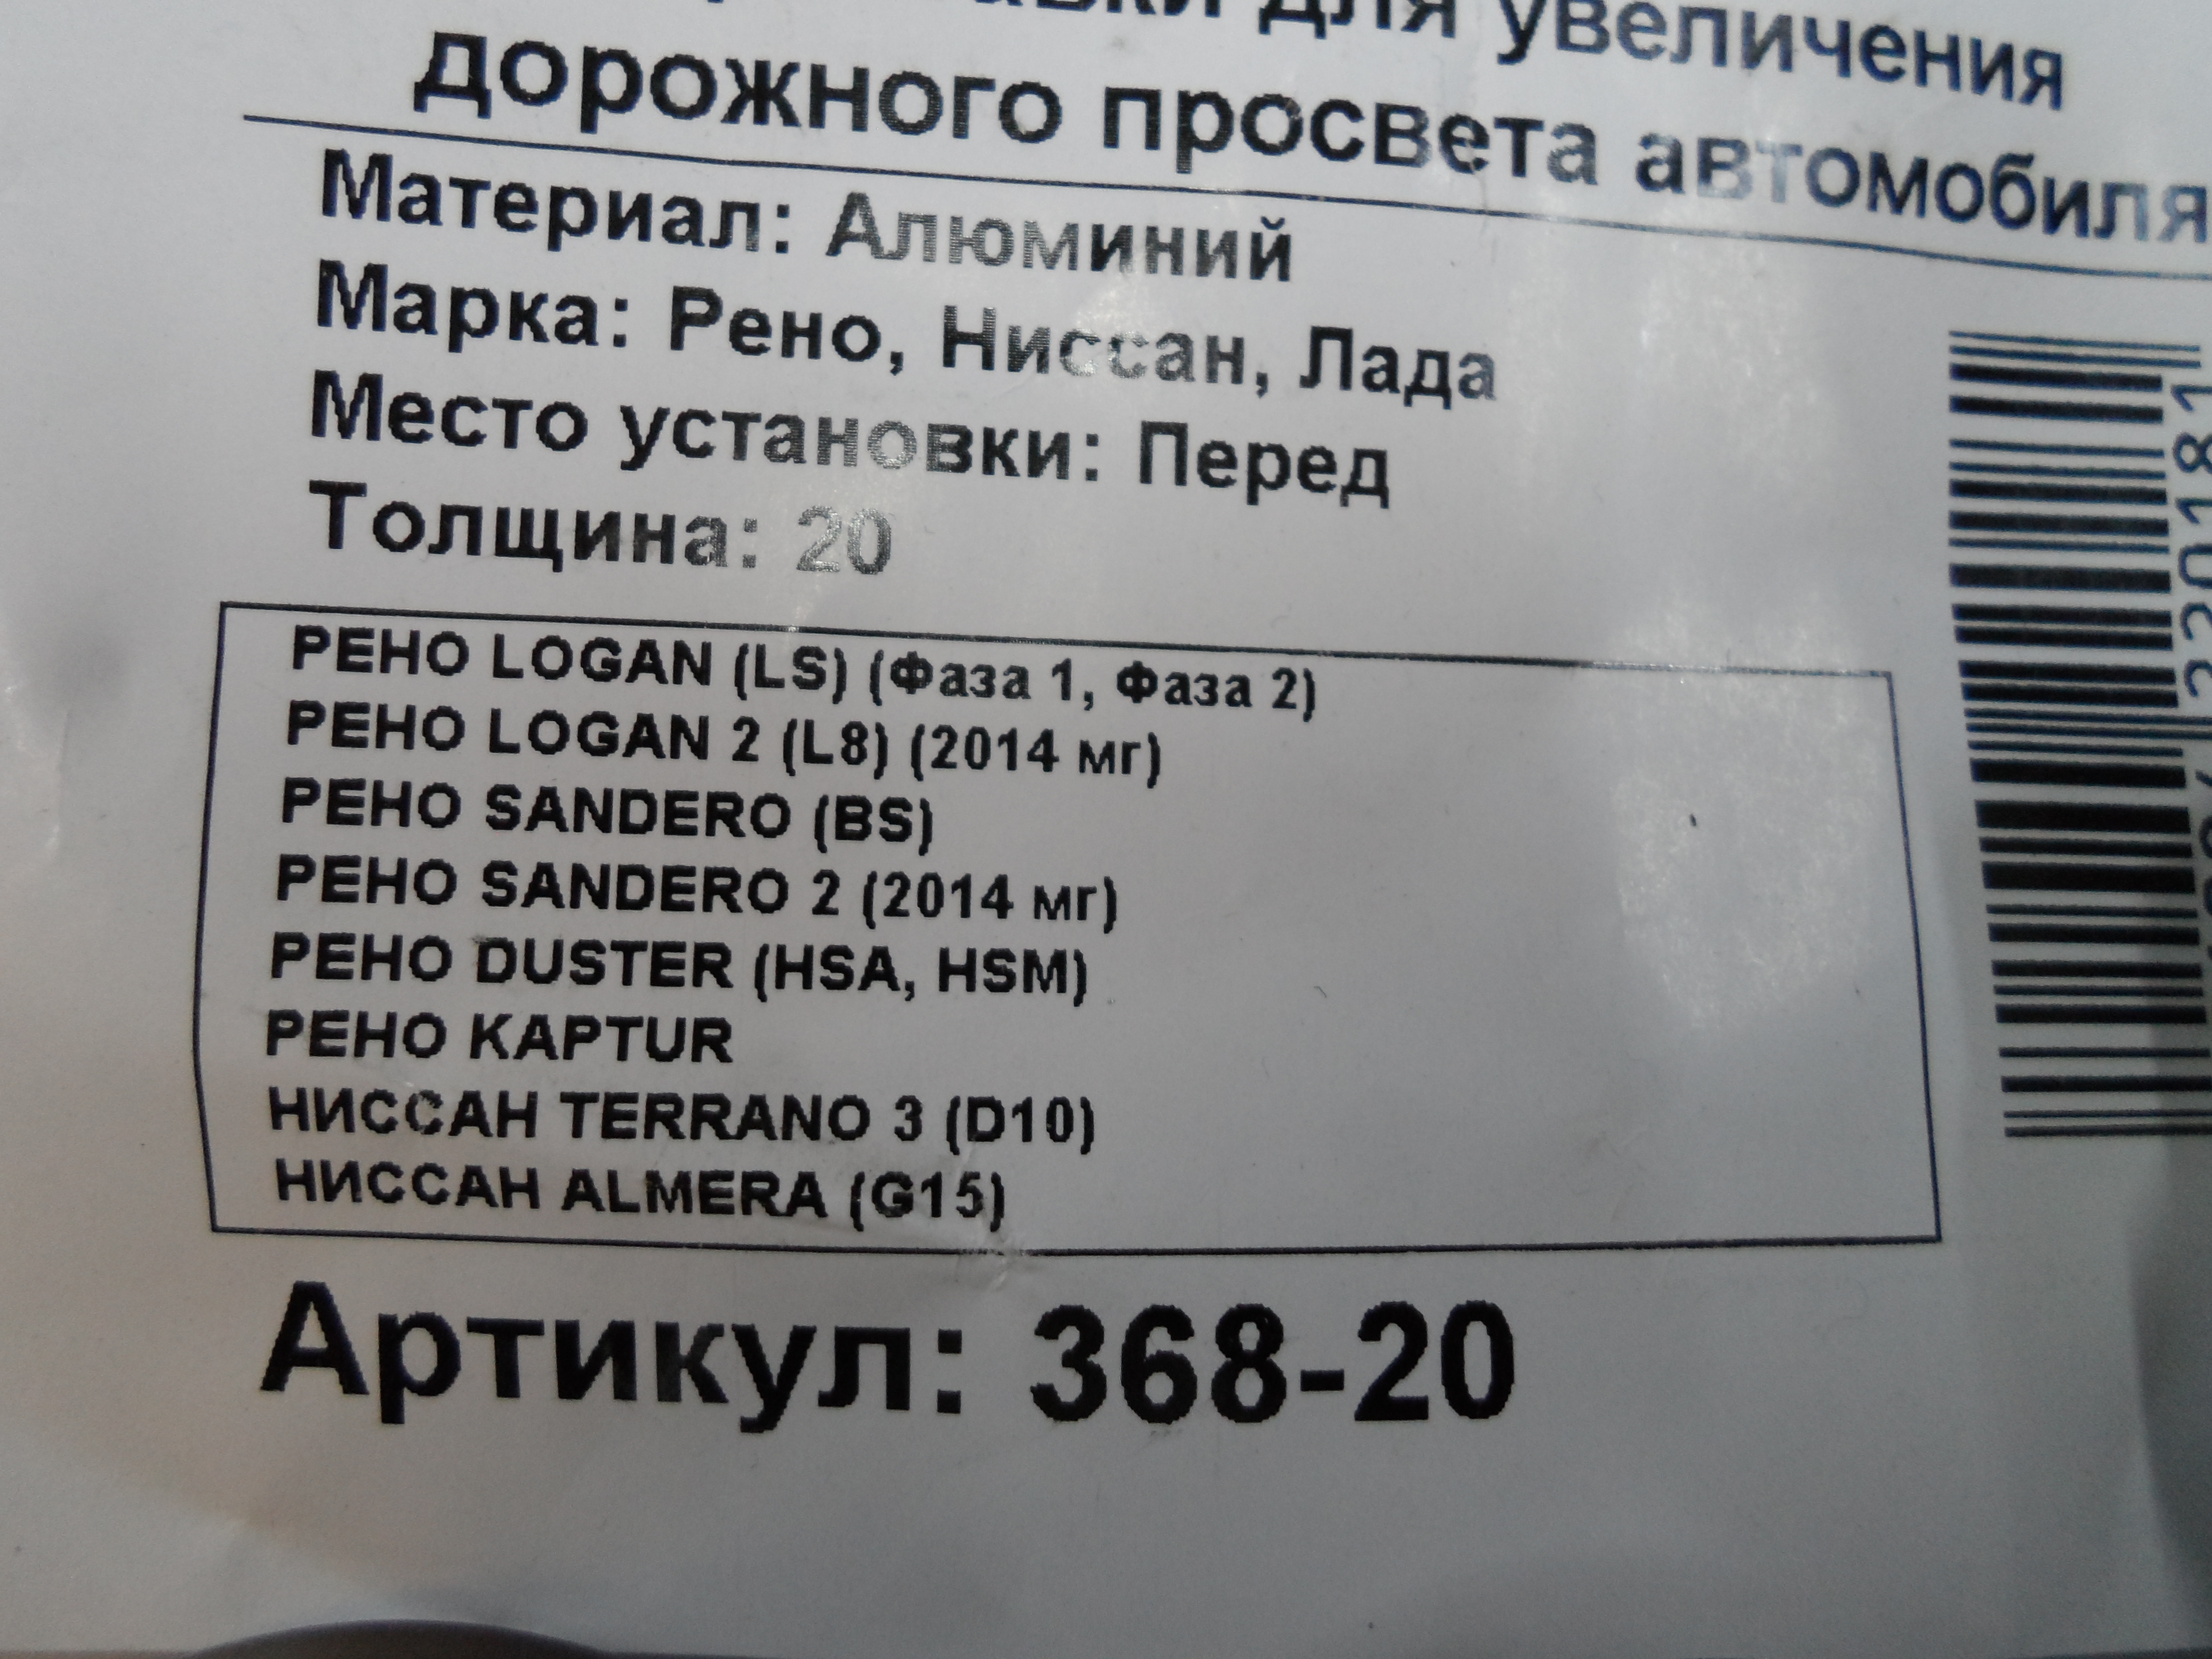 для увеличения
дорожного просвета автомобиля
Материал: Алюминий
Марка: Рено, Ниссан, Лада
Место установки: Перед
Толщина: 20
РЕНО LOGAN (LS) (Фаза 1, Фаза 2)
РЕНО LOGAN 2 (L8) (2014 мг)
РЕНО SANDERO (BS)
РЕНО SANDERO 2 (2014 мг)
РЕНО DUSTER (HSA, HSM)
РЕНО KAPTUR
НИССАН TERRANO 3 (D10)
НИССАН ALMERA (G15)
Артикул: 368-20